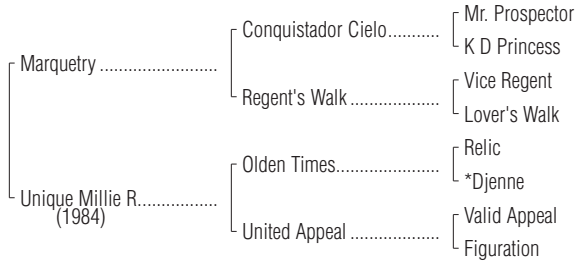 Mr. Prospector
Conquistador Cielo...........
K D Princess
Marquetry .........................
Vice Regent
Regent's Walk ...................
Lover's Walk
Relic
Olden Times......................
*Djenne
Unique Millie R.................
(1984)
Valid Appeal
United Appeal ...................
Figuration